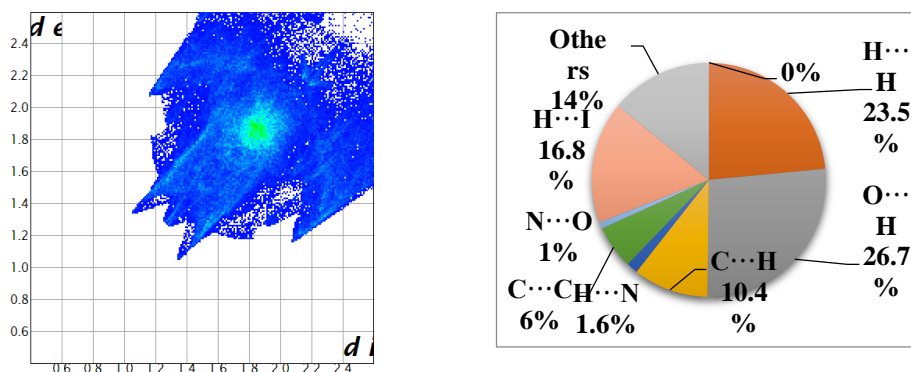 d e
2.4
2.2
2.0
1.8
1.6
1.4
1.2
1.0
0.8
0.6
d i
0.6 0.8 1.0 1.2 1.4 1.6 1.8 2.0 2.2 2.4
Othe
rs
14%
0%
H···
H
23.5
%
H···I
16.8
%
O···
H
26.7
%
N···O
1%
C···H
10.4
%
C···C
6%
H···N
1.6%